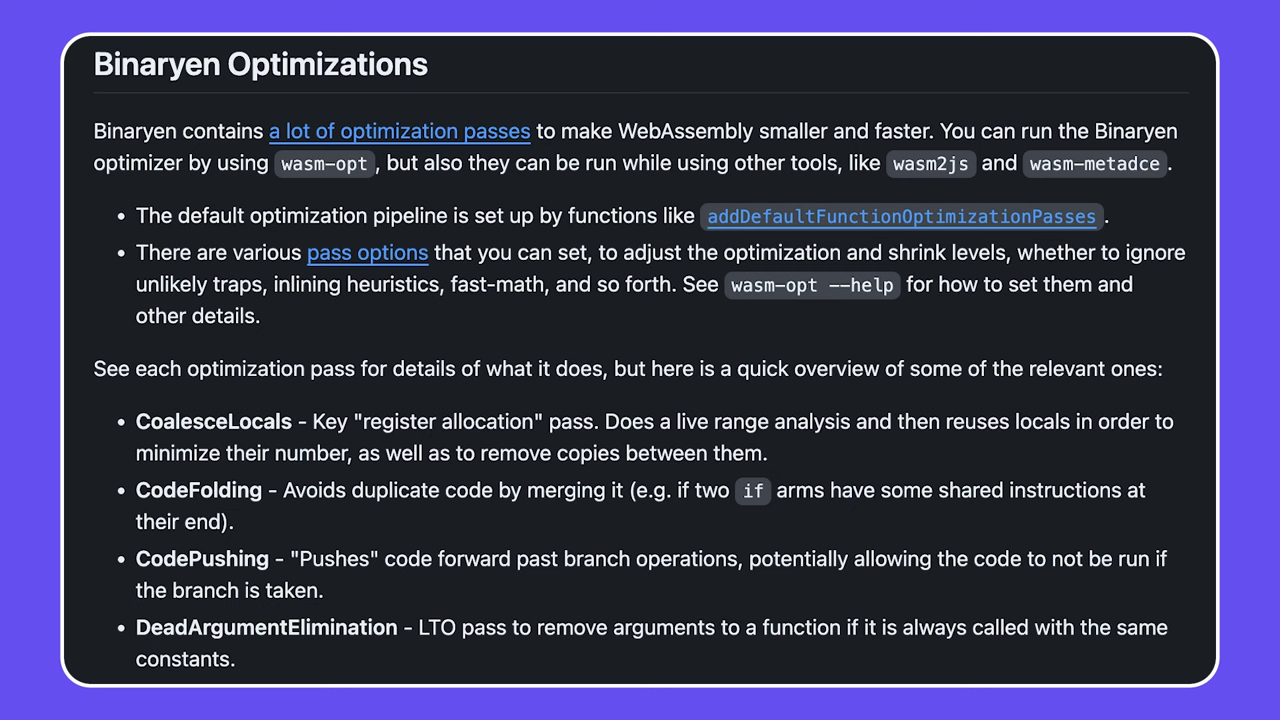 Binaryen Optimizations
Binaryen contains a lot of optimization passes to make WebAssembly smaller and faster. You can run the Binaryen
optimizer by using wasm-opt, but also they can be run while using other tools, like wasm2js and wasm-metadce.
• The default optimization pipeline is set up by functions like addDefaultFunctionOptimizationPasses.
• There are various pass options that you can set, to adjust the optimization and shrink levels, whether to ignore
unlikely traps, inlining heuristics, fast-math, and so forth. See wasm-opt --help for how to set them and
other details.
See each optimization pass for details of what it does, but here is a quick overview of some of the relevant ones:
• CoalesceLocals - Key "register allocation" pass. Does a live range analysis and then reuses locals in order to
minimize their number, as well as to remove copies between them.
• CodeFolding - Avoids duplicate code by merging it (e.g. if two if arms have some shared instructions at
their end).
• CodePushing - "Pushes" code forward past branch operations, potentially allowing the code to not be run if
the branch is taken.
• DeadArgumentElimination - LTO pass to remove arguments to a function if it is always called with the same
constants.